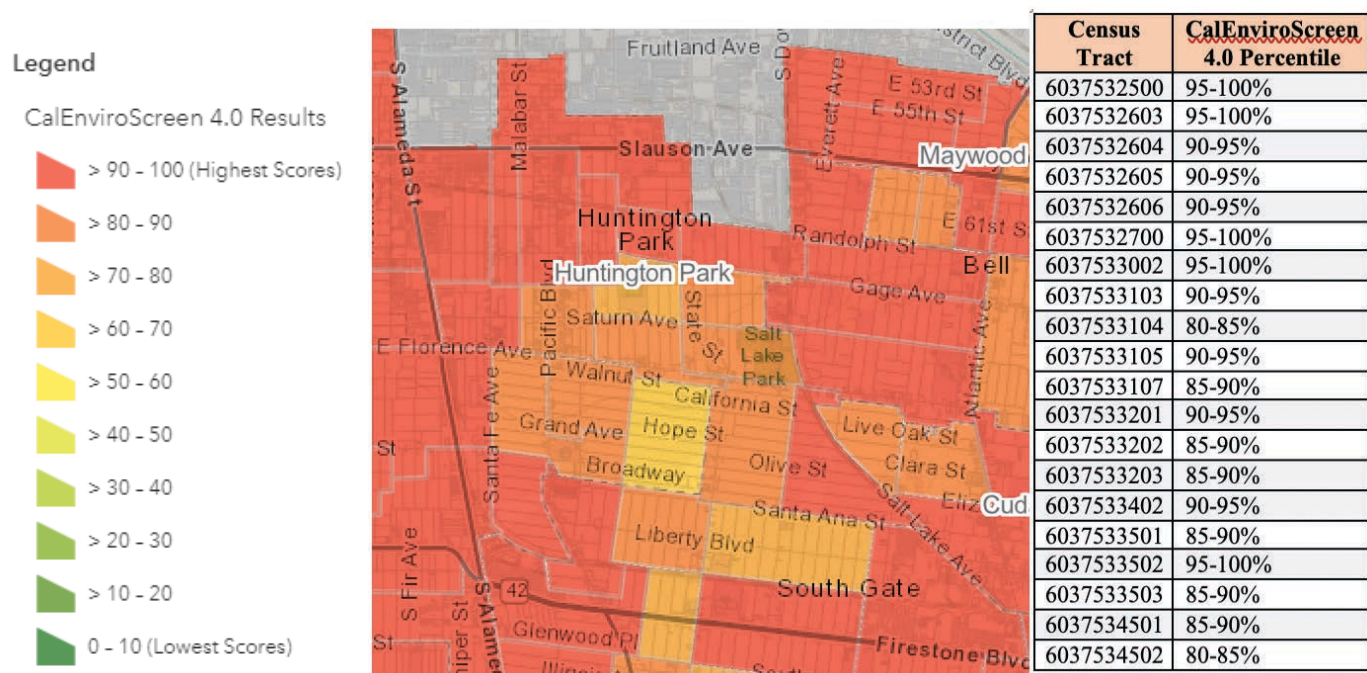 Legend
CalEnviroScreen 4.0 Results
> 90 - 100 (Highest Scores)
> 80 - 90
> 70 - 80
> 60 - 70
> 50 - 60
> 40 - 50
> 30 - 40
> 20 - 30
> 10 - 20
0 - 10 (Lowest Scores)
Fruitland Ave
S Do
istrict Blvd
S Alameda St
Malabar St
Everett Ave
E 53rd St
E 55th St
Slauson Ave
Maywood
Huntington
Park
Randolph St
E 61st S
Bell
Huntington Park
Gage Ave
Pacific Blvd
Saturn Ave
State St
Salt
Lake
Park
Atlantic Ave
E Florence Ave
Walnut St
California St
Santa Fe Ave
Grand Ave
Hope St
Live Oak St
St
Broadway
Olive St
Clara St
Eliz
Cud
Salt Lake Ave
Santa Ana St
Liberty Blvd
S Fir Ave
42
South Gate
S Alame
niper St
Glenwood Pl
Firestone Blvd
St
Illinoi
Census Tract CalEnviroScreen 4.0 Percentile
6037532500 95-100%
6037532603 95-100%
6037532604 90-95%
6037532605 90-95%
6037532606 90-95%
6037532700 95-100%
6037533002 95-100%
6037533103 90-95%
6037533104 80-85%
6037533105 90-95%
6037533107 85-90%
6037533201 90-95%
6037533202 85-90%
6037533203 85-90%
6037533402 90-95%
6037533501 85-90%
6037533502 95-100%
6037533503 85-90%
6037534501 85-90%
6037534502 80-85%